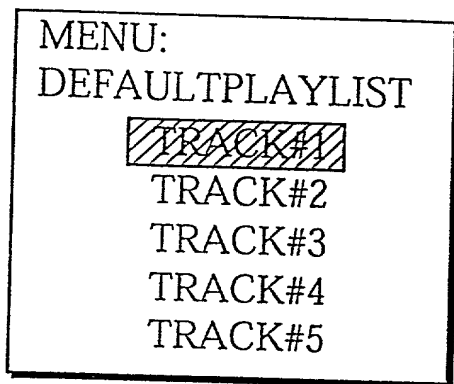 MENU:
DEFAULTPLAYLIST
TRACK#1
TRACK#2
TRACK#3
TRACK#4
TRACK#5